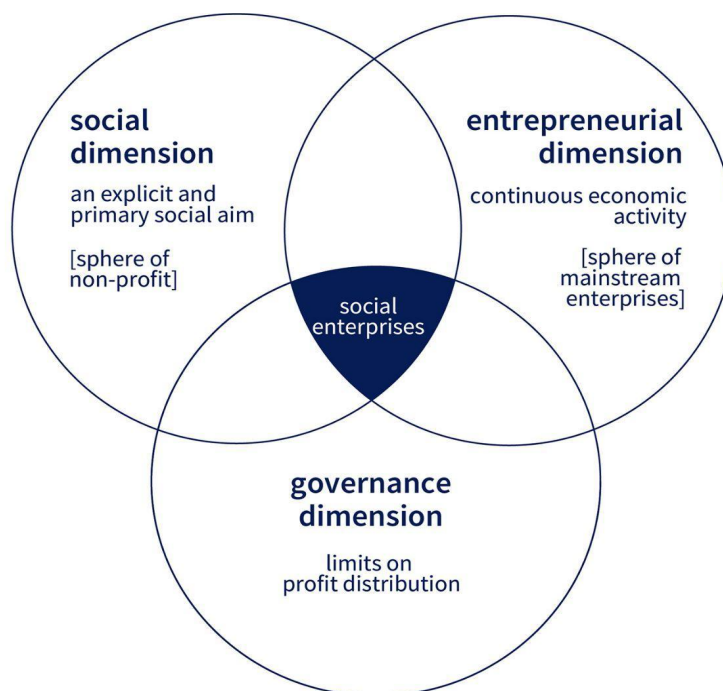 social
dimension
an explicit and
primary social aim
[sphere of
non-profit]
entrepreneurial
dimension
continuous economic
activity
[sphere of
mainstream
enterprises]
social
enterprises
governance
dimension
limits on
profit distribution